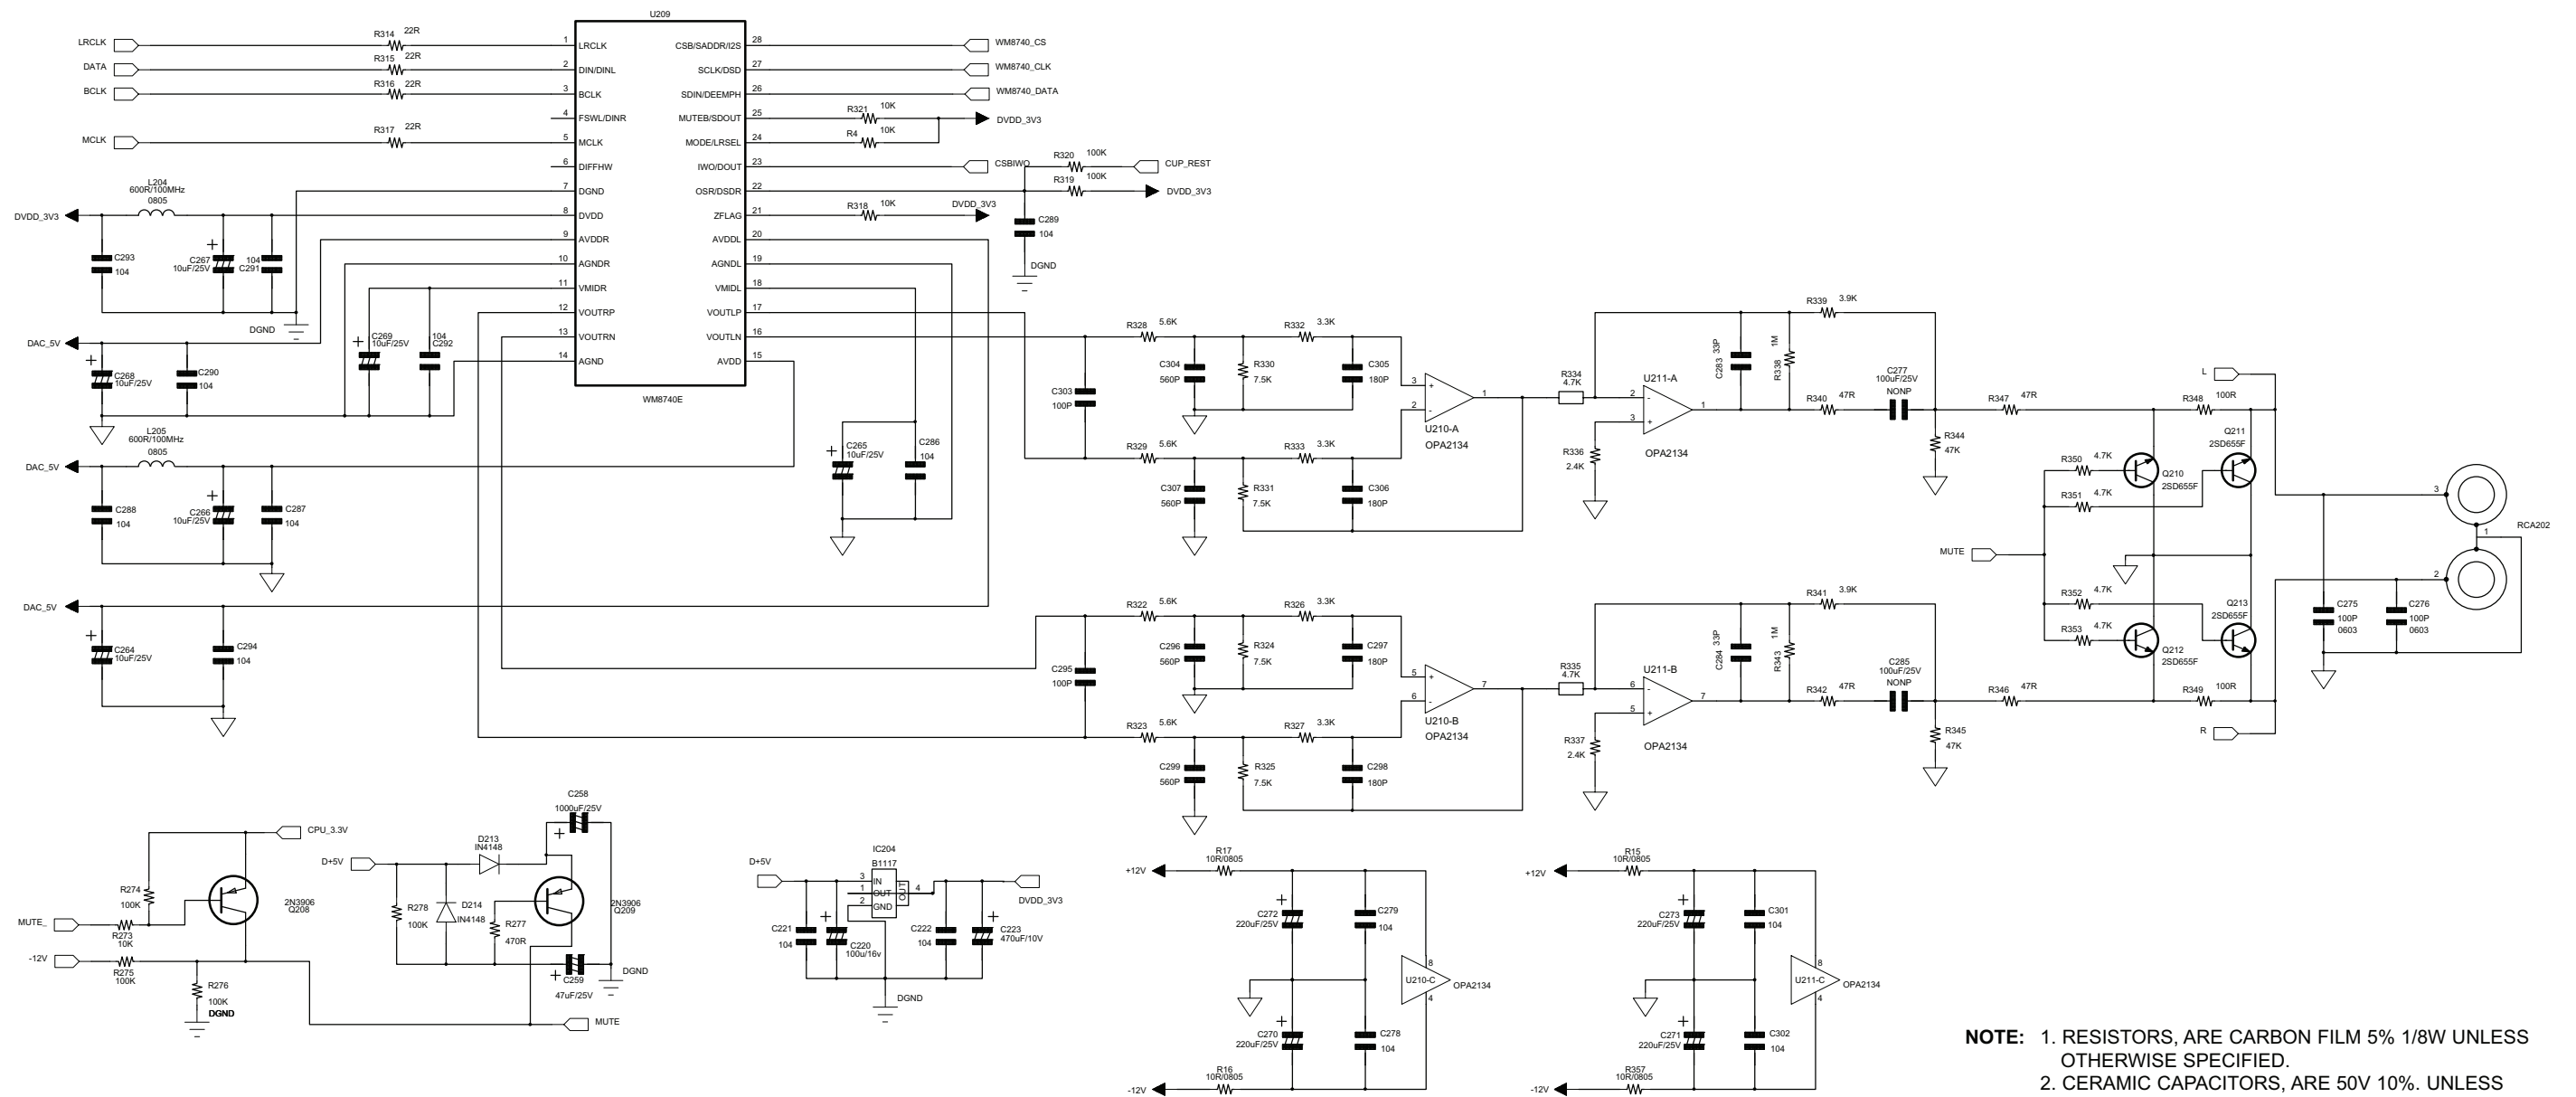 U209
LRCLK
R314 22R
1 LRCLK
CSB/SADDR/I2S 28
WM8740_CS
DATA
R315 22R
2 DIN/DINL
SCLK/DSD 27
WM8740_CLK
BCLK
R316 22R
3 BCLK
SDIN/DEEMPH 26
WM8740_DATA
4 FSWL/DINR
MUTEB/SDOUT 25
R321 10K
DVDD_3V3
MCLK
R317 22R
5 MCLK
MODE/LRSEL 24
R4 10K
6 DIFFHW
IWO/DOUT 23
CSBIWO
R320 100K
CUP_REST
7 DGND
OSR/DSDR 22
R319 100K
DVDD_3V3
L204
600R/100MHz
0805
DVDD_3V3
8 DVDD
ZFLAG 21
R318 10K
DVDD_3V3
C289
104
DGND
9 AVDDR
AVDDL 20
10 AGNDR
AGNDL 19
11 VMIDR
VMIDL 18
12 VOUTRP
VOUTLP 17
13 VOUTRN
VOUTLN 16
14 AGND
AVDD 15
WM8740E
C293
104
+
C267
10uF/25V
104
C291
DGND
DAC_5V
+
C268
10uF/25V
C290
104
+
C269
10uF/25V
104
C292
L205
600R/100MHz
0805
DAC_5V
C288
104
+
C266
10uF/25V
C287
104
+
C265
10uF/25V
C286
104
DAC_5V
+
C264
10uF/25V
C294
104
R328 5.6K
R332 3.3K
C303
100P
C304
560P
R330
7.5K
C305
180P
3 +
2 -
1
U210-A
OPA2134
R329 5.6K
R333 3.3K
C307
560P
R331
7.5K
C306
180P
R334
4.7K
R336
2.4K
U211-A
2 -
3 +
1
OPA2134
C283 33P
R338 1M
R339 3.9K
R340 47R
C277
100uF/25V
NONP
R344
47K
R347 47R
R348 100R
L
Q211
2SD655F
R350 4.7K
Q210
2SD655F
R351 4.7K
MUTE
R352 4.7K
Q213
2SD655F
R353 4.7K
Q212
2SD655F
3
1
2
RCA202
C275
100P
0603
C276
100P
0603
R322 5.6K
R326 3.3K
C295
100P
C296
560P
R324
7.5K
C297
180P
5 +
6 -
7
U210-B
OPA2134
R323 5.6K
R327 3.3K
C299
560P
R325
7.5K
C298
180P
R335
4.7K
R337
2.4K
U211-B
6 -
5 +
7
OPA2134
C284 33P
R343 1M
R341 3.9K
R342 47R
C285
100uF/25V
NONP
R345
47K
R346 47R
R349 100R
R
CPU_3.3V
R274
100K
2N3906
Q208
MUTE_
R273
10K
-12V
R275
100K
R276
100K
DGND
C258
1000uF/25V
+
D213
IN4148
D+5V
R278
100K
D214
IN4148
R277
470R
2N3906
Q209
+
C259
47uF/25V
DGND
MUTE
IC204
B1117
D+5V
3 IN
1 OUT
2 GND
OUT 4
DVDD_3V3
C221
104
+
C220
100u/16v
C222
104
+
C223
470uF/10V
DGND
+12V
R17
10R/0805
+
C272
220uF/25V
C279
104
8
U210-C
OPA2134
4
+
C270
220uF/25V
C278
104
-12V
R16
10R/0805
+12V
R15
10R/0805
+
C273
220uF/25V
C301
104
8
U211-C
OPA2134
4
+
C271
220uF/25V
C302
104
-12V
R357
10R/0805
NOTE: 1. RESISTORS, ARE CARBON FILM 5% 1/8W UNLESS
OTHERWISE SPECIFIED.
2. CERAMIC CAPACITORS, ARE 50V 10%. UNLESS